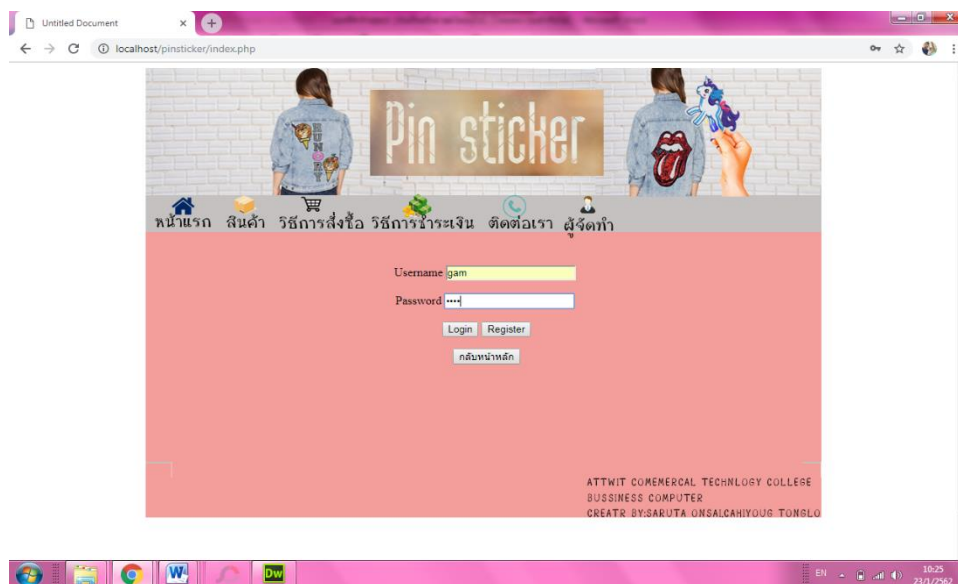 Untitled Document
localhost/pinsticker/index.php
HUNGRY
Pin sticker
หน้าแรก สินค้า วิธีการสั่งซื้อ วิธีการชำระเงิน ติดต่อเรา ผู้จัดทำ
Username gam
Password ••••
Login Register
กลับหน้าหลัก
ATTWIT COMEMERCAL TECHNLOGY COLLEGE
BUSSINESS COMPUTER
CREATR BY:SARUTA ONSALCAHIYOUG TONGLO
W Dw EN 10:25
23/1/2562